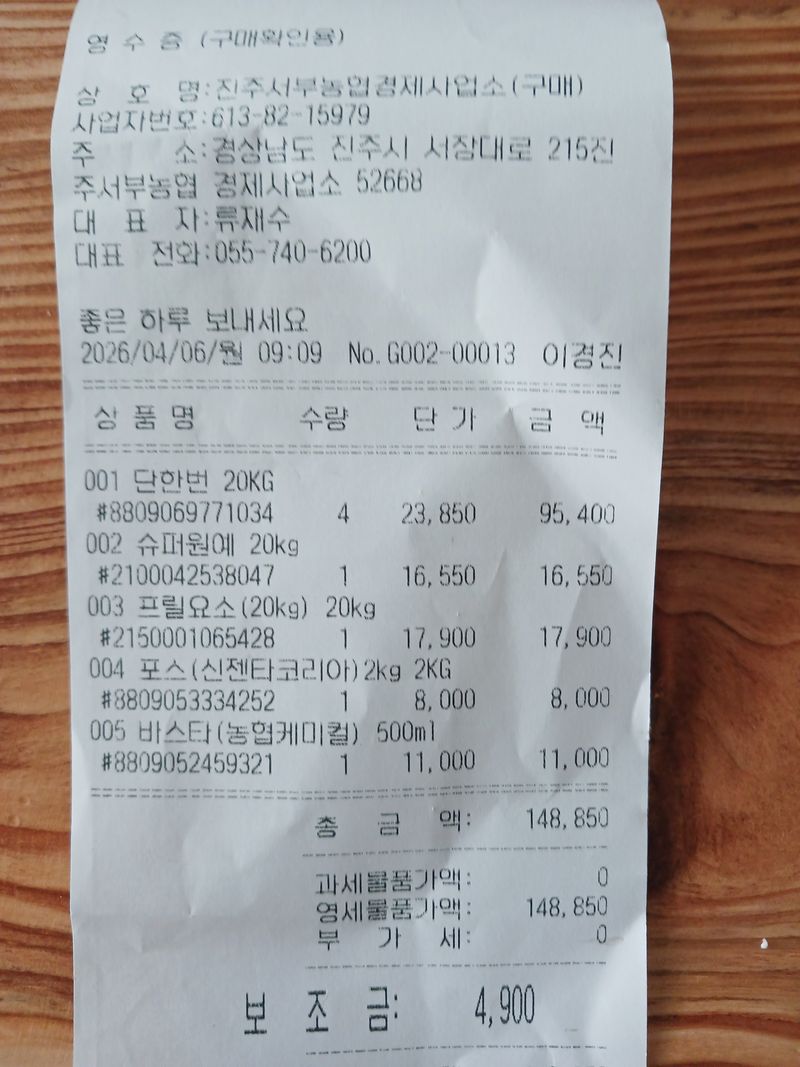 영 수 증 (구매확인용)
상 호 명:진주서부농협경제사업소(구매)
사업자번호:613-82-15979
주 소:경상남도 진주시 서장대로 215진
주서부농협 경제사업소 52668
대 표 자:류재수
대표 전화:055-740-6200
좋은 하루 보내세요
2026/04/06/월 09:09 No.G002-00013 이경진
상 품 명 수량 단 가 금 액
001 단한번 20KG
#8809069771034 4 23,850 95,400
002 슈퍼원예 20kg
#2100042538047 1 16,550 16,550
003 프릴요소(20kg) 20kg
#2150001065428 1 17,900 17,900
004 포스(신젠타코리아)2kg 2KG
#8809053334252 1 8,000 8,000
005 바스타(농협케미컬) 500ml
#8809052459321 1 11,000 11,000
총 금 액: 148,850
과세물품가액: 0
영세물품가액: 148,850
부 가 세: 0
보 조 금: 4,900